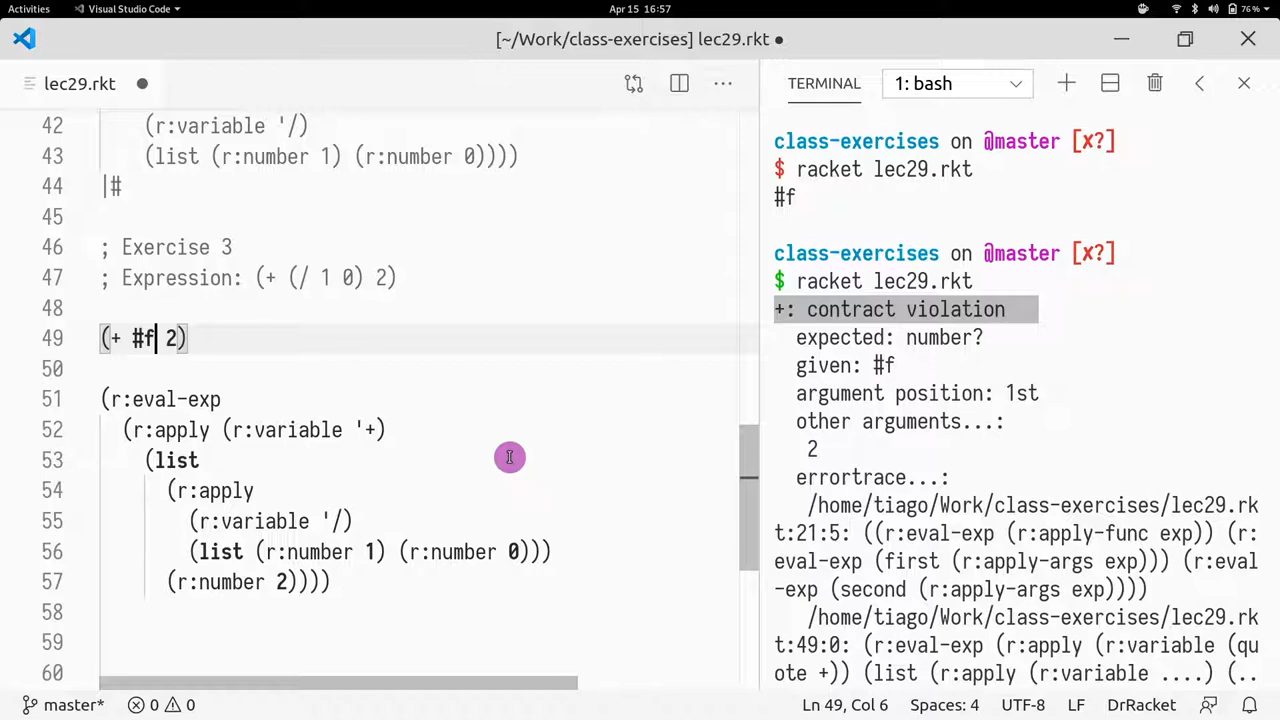 Activities Visual Studio Code Apr 15 16:57 76%
[~/Work/class-exercises] lec29.rkt
lec29.rkt
TERMINAL 1: bash
42 (r:variable '/)
43 (list (r:number 1) (r:number 0))))
44 |#
45
46 ; Exercise 3
47 ; Expression: (+ (/ 1 0) 2)
48
49 (+ #f 2)
50
51 (r:eval-exp
52 (r:apply (r:variable '+)
53 (list
54 (r:apply
55 (r:variable '/)
56 (list (r:number 1) (r:number 0)))
57 (r:number 2))))
58
59
60
class-exercises on @master [x?]
$ racket lec29.rkt
#f
class-exercises on @master [x?]
$ racket lec29.rkt
+: contract violation
expected: number?
given: #f
argument position: 1st
other arguments...:
2
errortrace...:
/home/tiago/Work/class-exercises/lec29.rk
t:21:5: ((r:eval-exp (r:apply-func exp)) (r:
eval-exp (first (r:apply-args exp))) (r:eval
-exp (second (r:apply-args exp))))
/home/tiago/Work/class-exercises/lec29.rk
t:49:0: (r:eval-exp (r:apply (r:variable (qu
ote +)) (list (r:apply (r:variable ....) (..
master* 0 0 Ln 49, Col 6 Spaces: 4 UTF-8 LF DrRacket